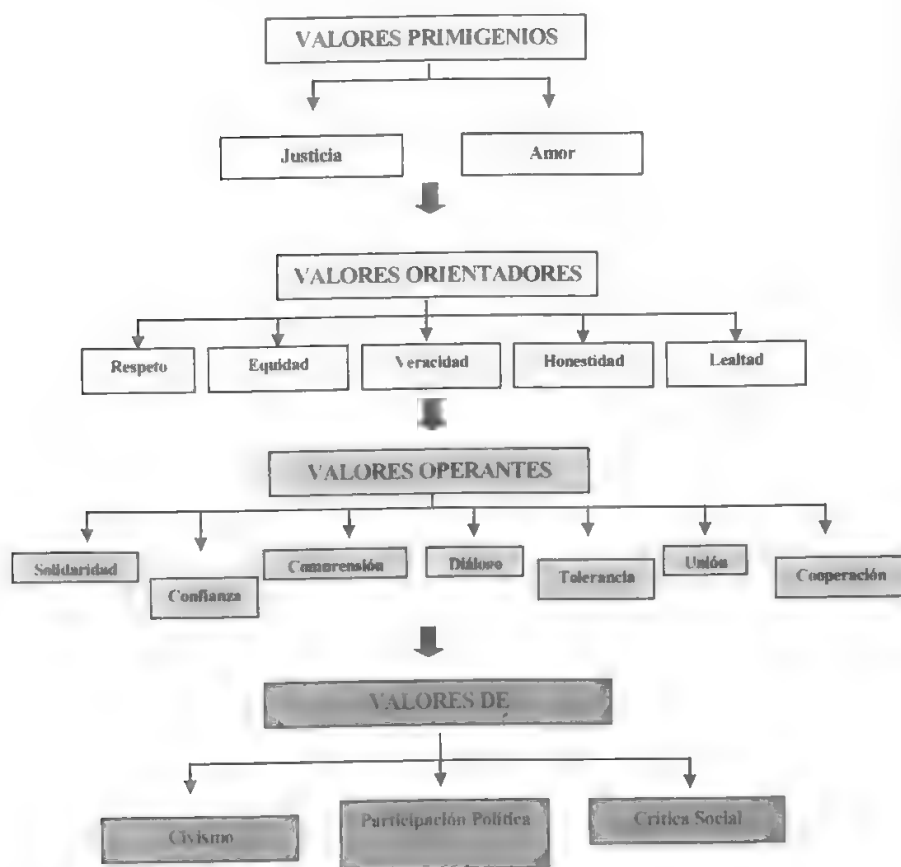 VALORES PRIMIGENIOS
Justicia
Amor
VALORES ORIENTADORES
Respeto
Equidad
Veracidad
Honestidad
Lealtad
VALORES OPERANTES
Solidaridad
Confianza
Comprensión
Diálogo
Tolerancia
Unión
Cooperación
VALORES DE
Civismo
Participación Política
Crítica Social